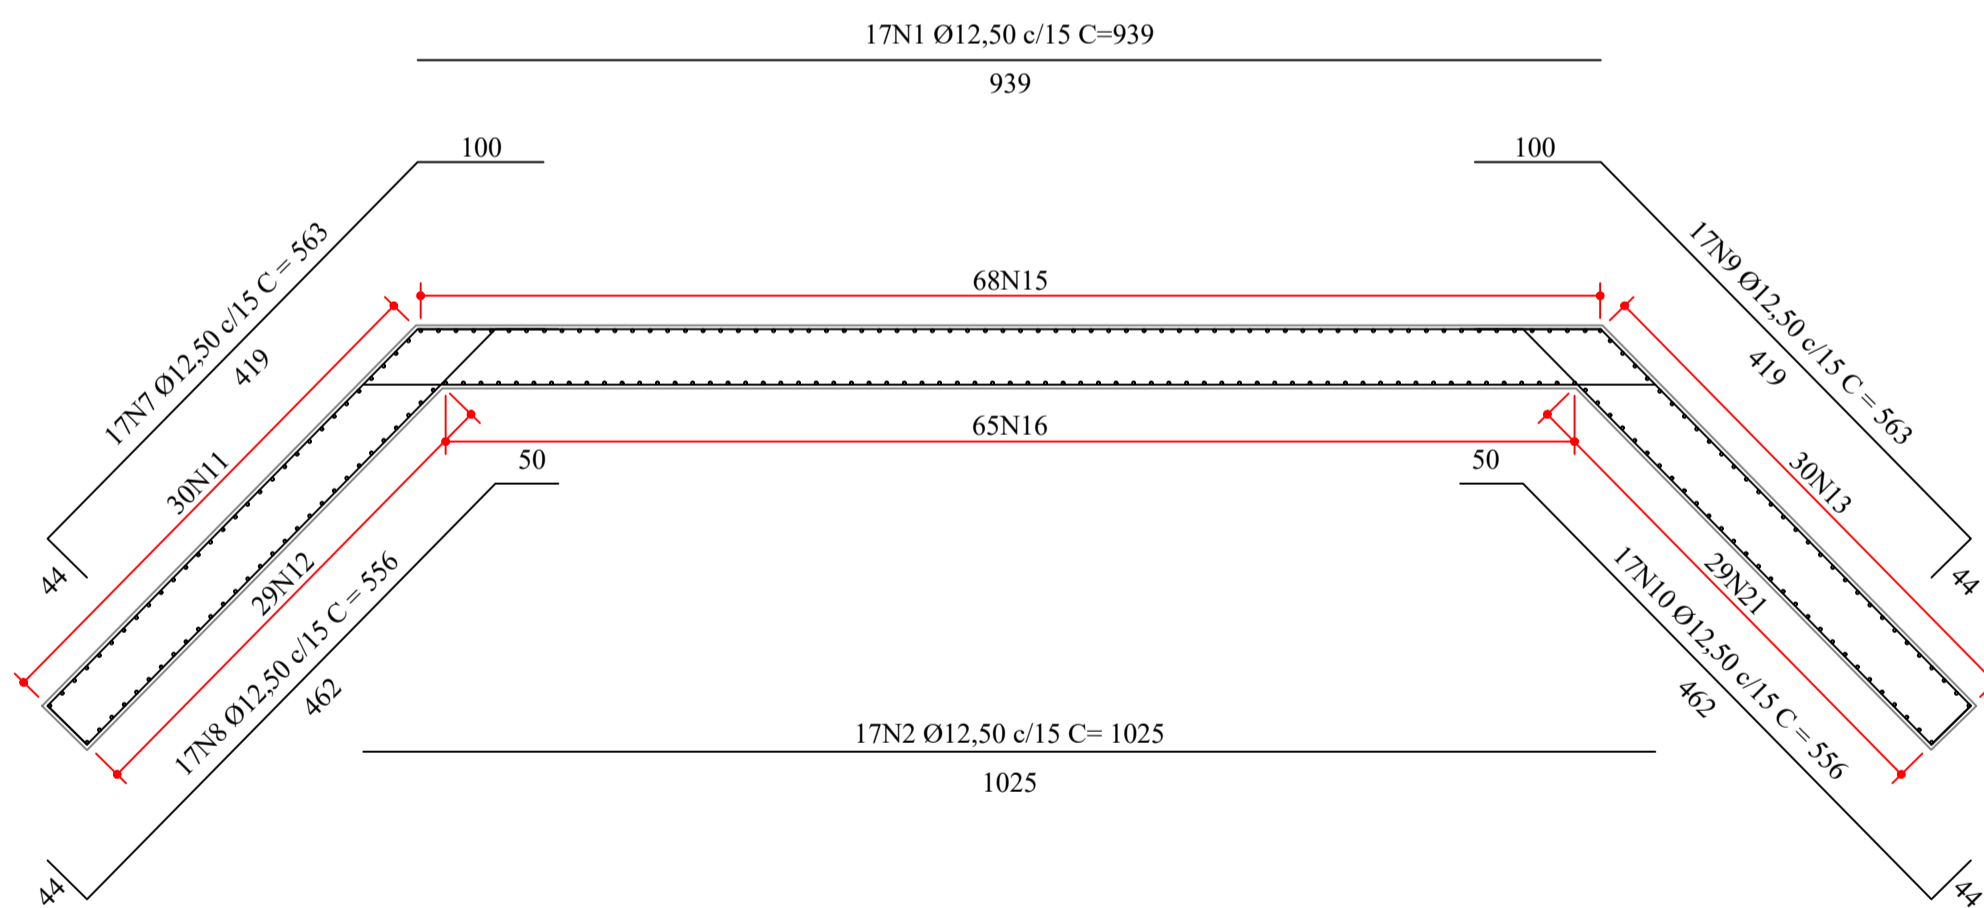 17N1 Ø12,50 c/15 C=939
939
100
100
17N7 Ø12,50 c/15 C = 563
419
17N9 Ø12,50 c/15 C = 563
419
68N15
65N16
30N11
30N13
50
50
29N12
29N21
44
44
17N8 Ø12,50 c/15 C = 556
462
17N10 Ø12,50 c/15 C = 556
462
17N2 Ø12,50 c/15 C= 1025
1025
44
44